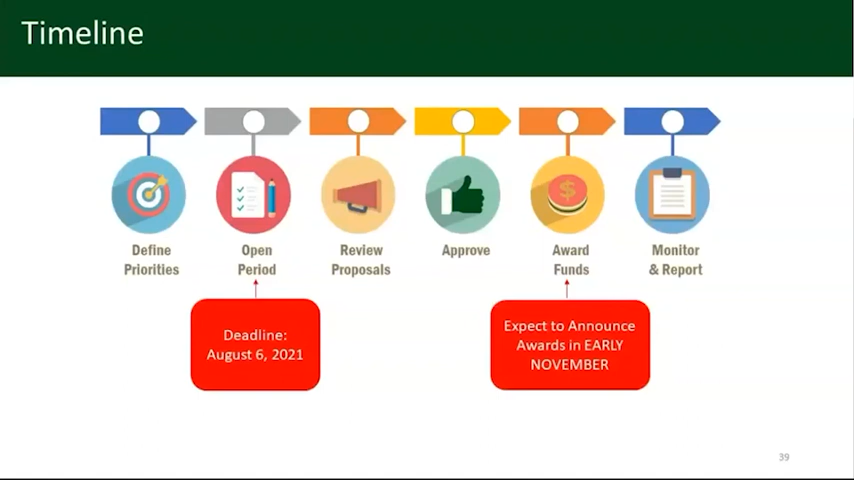 Timeline
Define
Priorities
Open
Period
Review
Proposals
Approve
Award
Funds
Monitor
& Report
Deadline:
August 6, 2021
Expect to Announce
Awards in EARLY
NOVEMBER
39